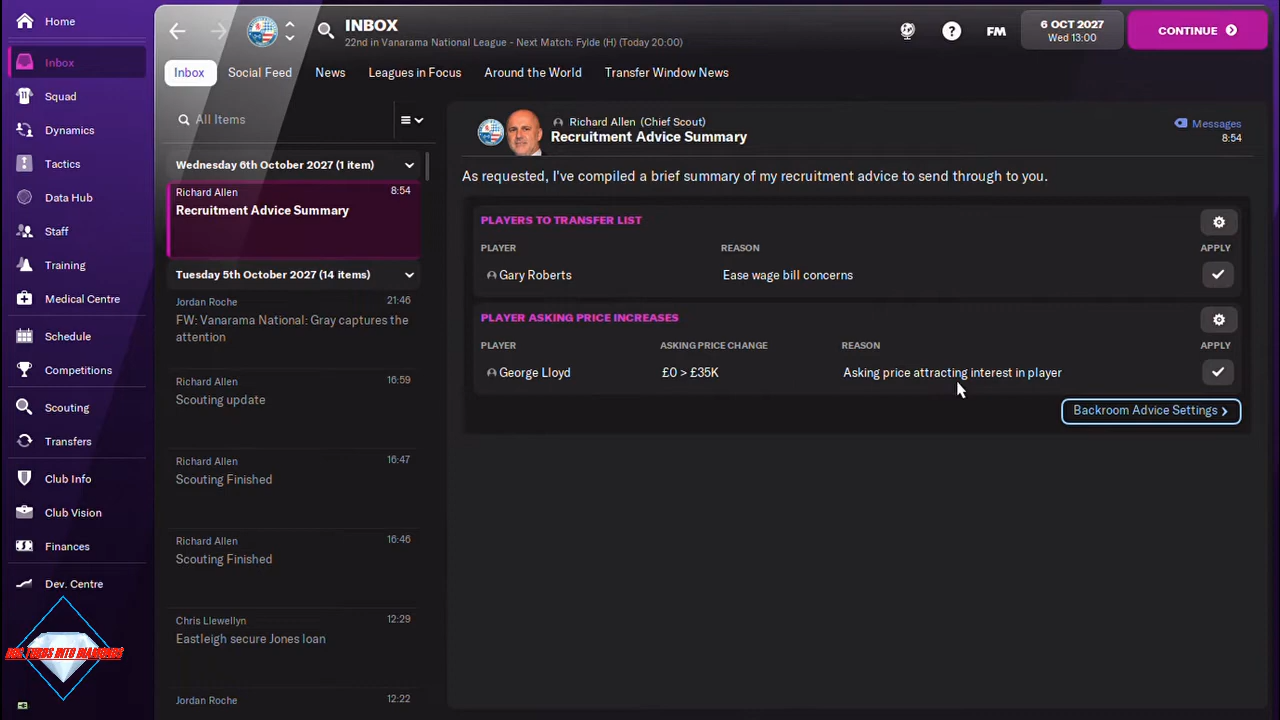 Home
Inbox
Squad
Dynamics
Tactics
Data Hub
Staff
Training
Medical Centre
Schedule
Competitions
Scouting
Transfers
Club Info
Club Vision
Finances
Dev. Centre
INBOX
22nd in Vanarama National League - Next Match: Fylde (H) (Today 20:00)
FM
6 OCT 2027
Wed 13:00
CONTINUE
Inbox Social Feed News Leagues in Focus Around the World Transfer Window News
All Items
Wednesday 6th October 2027 (1 item)
Richard Allen 8:54
Recruitment Advice Summary
Tuesday 5th October 2027 (14 items)
Jordan Roche 21:46
FW: Vanarama National: Gray captures the
attention
Richard Allen 16:59
Scouting update
Richard Allen 16:47
Scouting Finished
Richard Allen 16:46
Scouting Finished
Chris Llewellyn 12:29
Eastleigh secure Jones loan
Jordan Roche 12:22
Richard Allen (Chief Scout)
Recruitment Advice Summary
Messages
8:54
As requested, I've compiled a brief summary of my recruitment advice to send through to you.
PLAYERS TO TRANSFER LIST
PLAYER REASON APPLY
Gary Roberts Ease wage bill concerns
PLAYER ASKING PRICE INCREASES
PLAYER ASKING PRICE CHANGE REASON APPLY
George Lloyd £0 > £35K Asking price attracting interest in player
Backroom Advice Settings >